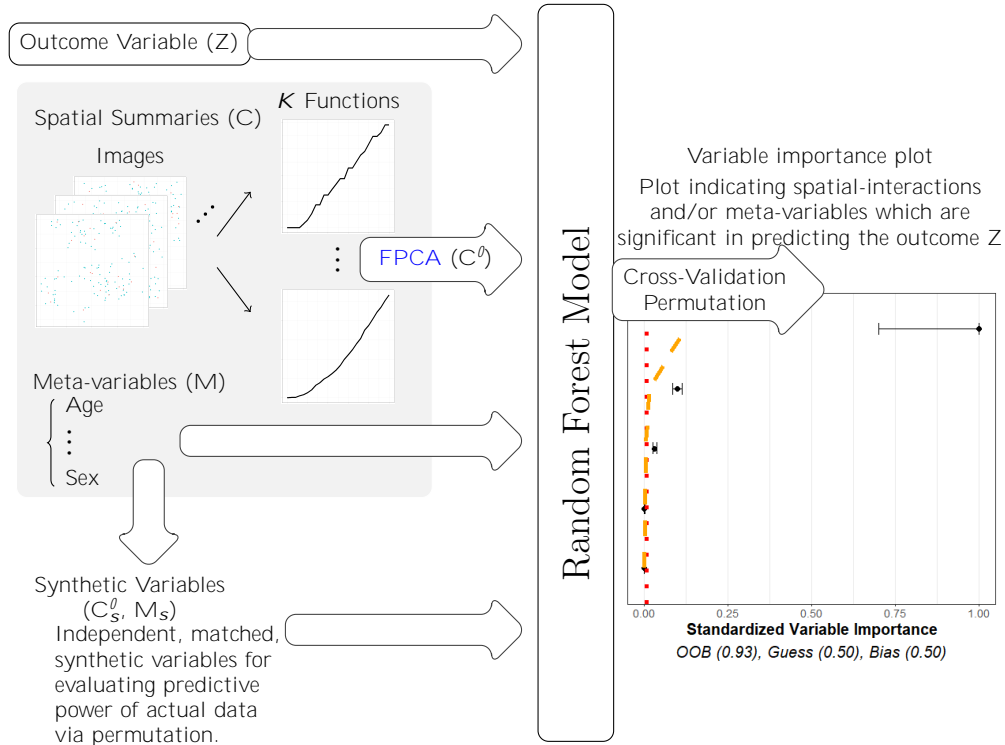 Outcome Variable (Z)
Spatial Summaries (C)
Images
K Functions
FPCA (C⁰)
Meta-variables (M)
Age
Sex
Synthetic Variables
(C⁰ₛ, Mₛ)
Independent, matched,
synthetic variables for
evaluating predictive
power of actual data
via permutation.
Random Forest Model
Variable importance plot
Plot indicating spatial-interactions
and/or meta-variables which are
significant in predicting the outcome Z
Cross-Validation
Permutation
0.00 0.25 0.50 0.75 1.00
Standardized Variable Importance
OOB (0.93), Guess (0.50), Bias (0.50)